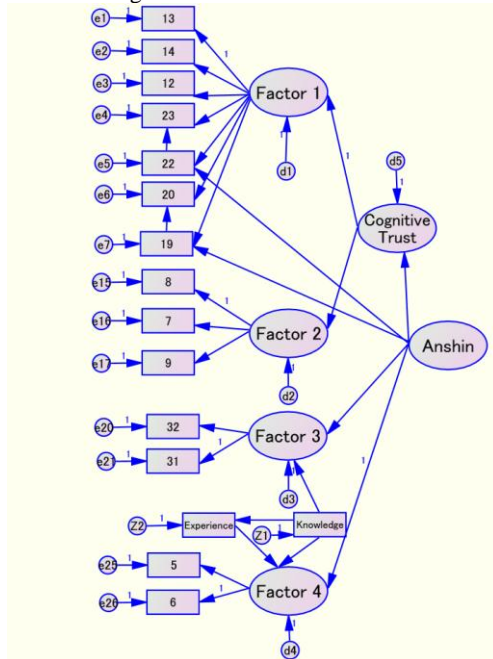 e1 1 13
e2 1 14
e3 1 12
e4 1 23
e5 1 22
e6 1 20
e7 1 19
1
Factor 1
1
d1
d5
1
Cognitive
Trust
1
Anshin
e15 1 8
e16 1 7
e17 1 9
1
Factor 2
1
d2
e20 1 32
e21 1 31
1
Factor 3
1
d3
1
Z2 1 Experience
Z1 1 Knowledge
e25 1 5
e26 1 6
1
Factor 4
1
d4